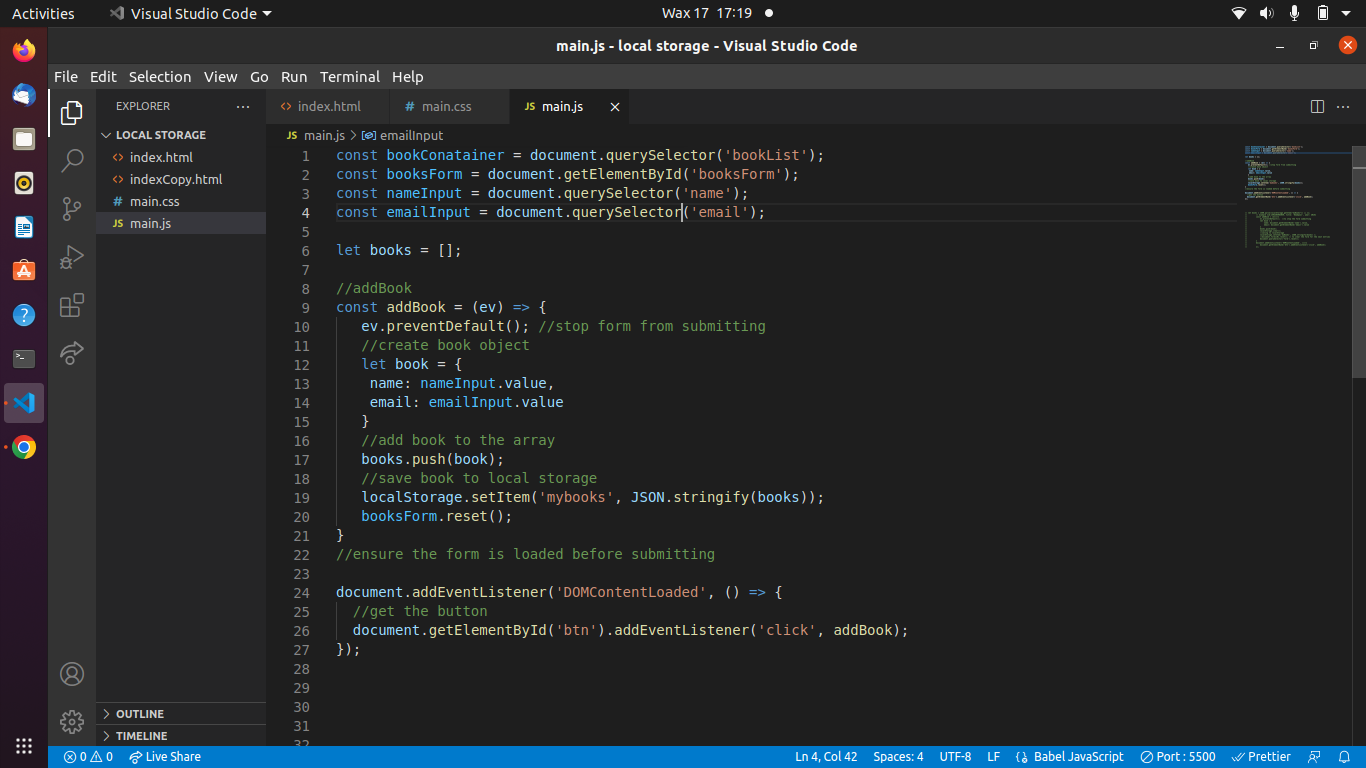 Activities
Visual Studio Code
Wax 17 17:19
main.js - local storage - Visual Studio Code
File Edit Selection View Go Run Terminal Help
EXPLORER
LOCAL STORAGE
index.html
indexCopy.html
main.css
main.js
OUTLINE
TIMELINE
index.html
main.css
main.js
main.js > emailInput
1 const bookConatainer = document.querySelector('bookList');
2 const booksForm = document.getElementById('booksForm');
3 const nameInput = document.querySelector('name');
4 const emailInput = document.querySelector('email');
5
6 let books = [];
7
8 //addBook
9 const addBook = (ev) => {
10 ev.preventDefault(); //stop form from submitting
11 //create book object
12 let book = {
13 name: nameInput.value,
14 email: emailInput.value
15 }
16 //add book to the array
17 books.push(book);
18 //save book to local storage
19 localStorage.setItem('mybooks', JSON.stringify(books));
20 booksForm.reset();
21 }
22 //ensure the form is loaded before submitting
23
24 document.addEventListener('DOMContentLoaded', () => {
25 //get the button
26 document.getElementById('btn').addEventListener('click', addBook);
27 });
28
29
30
31
32
0 0 Live Share
Ln 4, Col 42 Spaces: 4 UTF-8 LF Babel JavaScript Port : 5500 Prettier